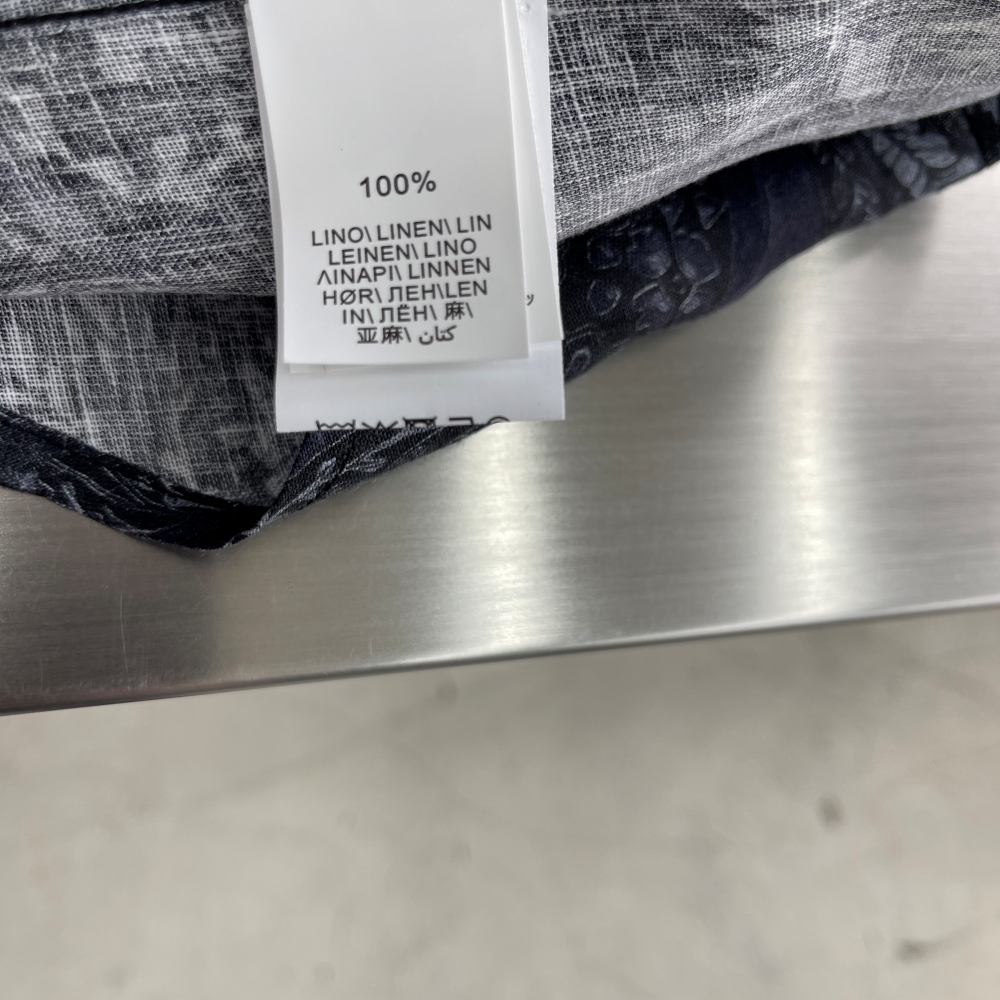 100%
LINO\ LINEN\ LIN
LEINEN\ LINO
ΛΙΝΑΡΙ\ LINNEN
HØR\ ЛЕН\LEN
IN\ ЛЁН\ 麻\
亚麻\ كتان